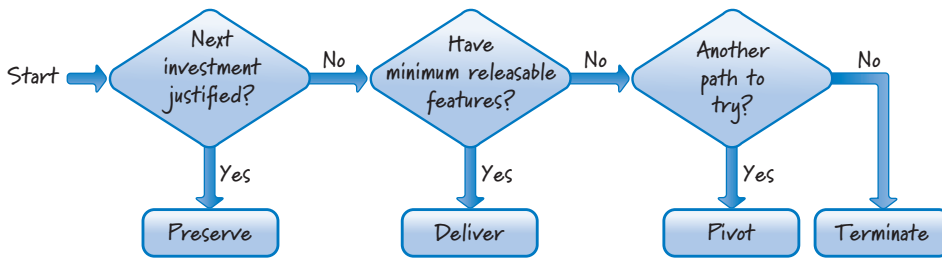 Start
Next
investment
justified?
No
Have
minimum releasable
features?
No
Another
path to
try?
No
Yes
Yes
Yes
Preserve
Deliver
Pivot
Terminate